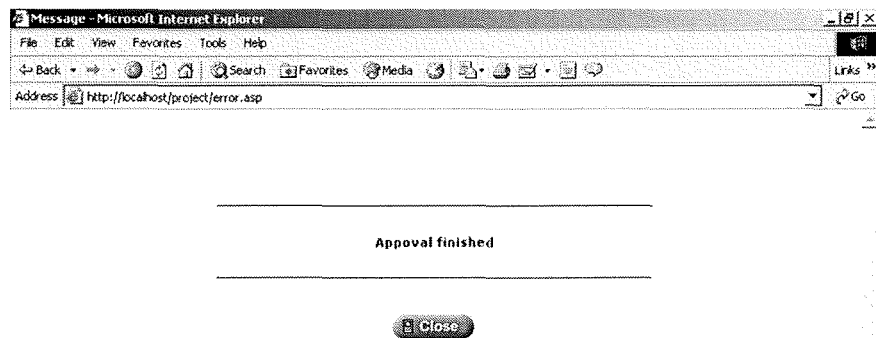 Message - Microsoft Internet Explorer
File Edit View Favorites Tools Help
Back Search Favorites Media Links »
Address http://localhost/project/error.asp Go
Appoval finished
Close